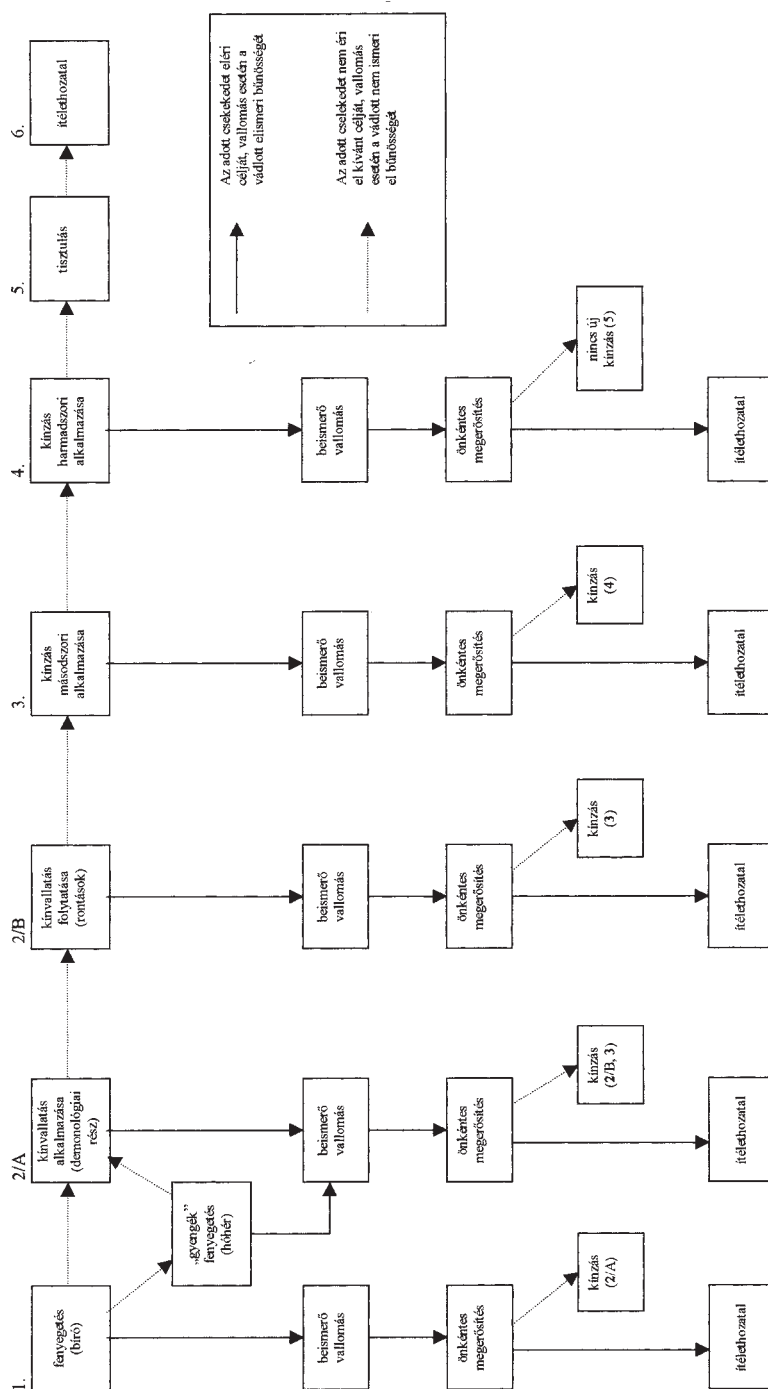 1.
fenyegetés
(bíró)
2/A
kínvallatás
alkalmazása
(demonológiai
rész)
2/B
kínvallatás
folytatása
(rontások)
3.
kínzás
másodszori
alkalmazása
4.
kínzás
harmadszori
alkalmazása
5.
tisztulás
6.
ítélethozatal
„gyengék”
fenyegetés
(hóhér)
beismerő
vallomás
beismerő
vallomás
beismerő
vallomás
beismerő
vallomás
beismerő
vallomás
önkéntes
megerősítés
önkéntes
megerősítés
önkéntes
megerősítés
önkéntes
megerősítés
önkéntes
megerősítés
kínzás
(2/A)
kínzás
(2/B, 3)
kínzás
(3)
kínzás
(4)
nincs új
kínzás (5)
ítélethozatal
ítélethozatal
ítélethozatal
ítélethozatal
ítélethozatal
Az adott csekekedet eléri
célját, vallomás esetén a
vádlott elismeri bűnösségét
Az adott cselekedet nem éri
el kívánt célját, vallomás
esetén a vádlott nem ismeri
el bűnösségét